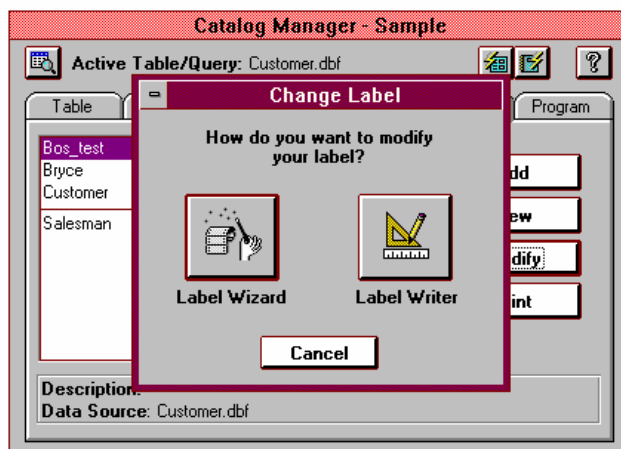 Catalog Manager - Sample
Active Table/Query: Customer.dbf
?
Table
Program
Change Label
How do you want to modify
your label?
Bos_test
Bryce
Customer
Salesman
dd
ew
dify
int
Label Wizard
Label Writer
Cancel
Description:
Data Source: Customer.dbf